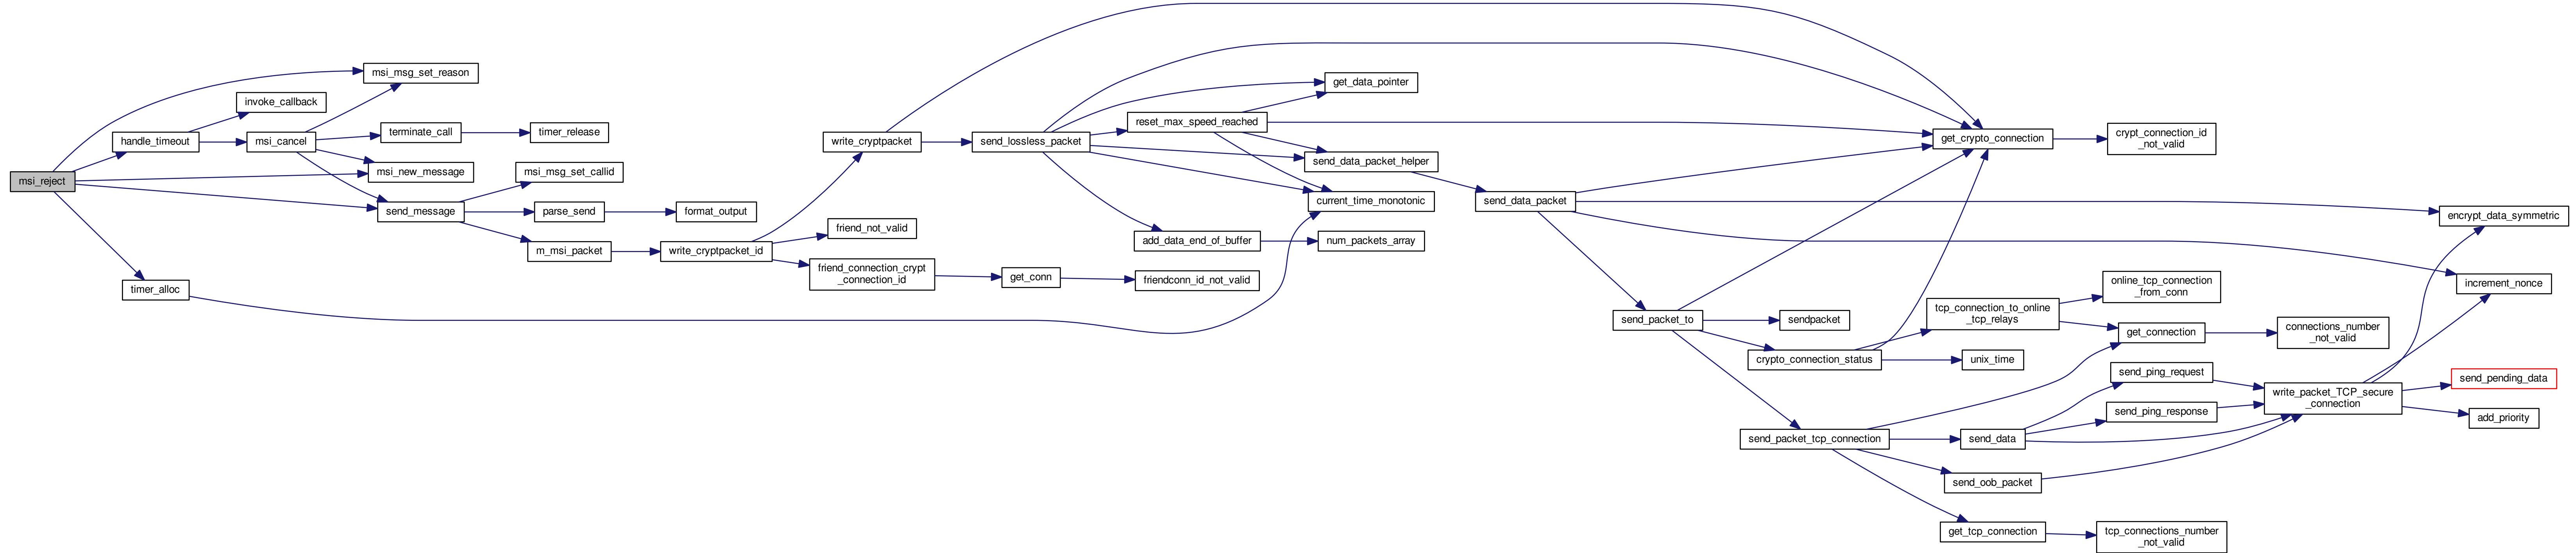 msi_reject
handle_timeout
timer_alloc
invoke_callback
msi_cancel
msi_msg_set_reason
terminate_call
msi_new_message
send_message
timer_release
msi_msg_set_callid
parse_send
m_msi_packet
format_output
write_cryptpacket_id
write_cryptpacket
friend_not_valid
friend_connection_crypt
_connection_id
send_lossless_packet
get_conn
reset_max_speed_reached
add_data_end_of_buffer
friendconn_id_not_valid
get_data_pointer
send_data_packet_helper
current_time_monotonic
num_packets_array
send_data_packet
send_packet_to
sendpacket
crypto_connection_status
send_packet_tcp_connection
get_crypto_connection
tcp_connection_to_online
_tcp_relays
unix_time
send_data
send_oob_packet
get_tcp_connection
crypt_connection_id
_not_valid
online_tcp_connection
_from_conn
get_connection
send_ping_request
send_ping_response
tcp_connections_number
_not_valid
connections_number
_not_valid
write_packet_TCP_secure
_connection
encrypt_data_symmetric
increment_nonce
send_pending_data
add_priority